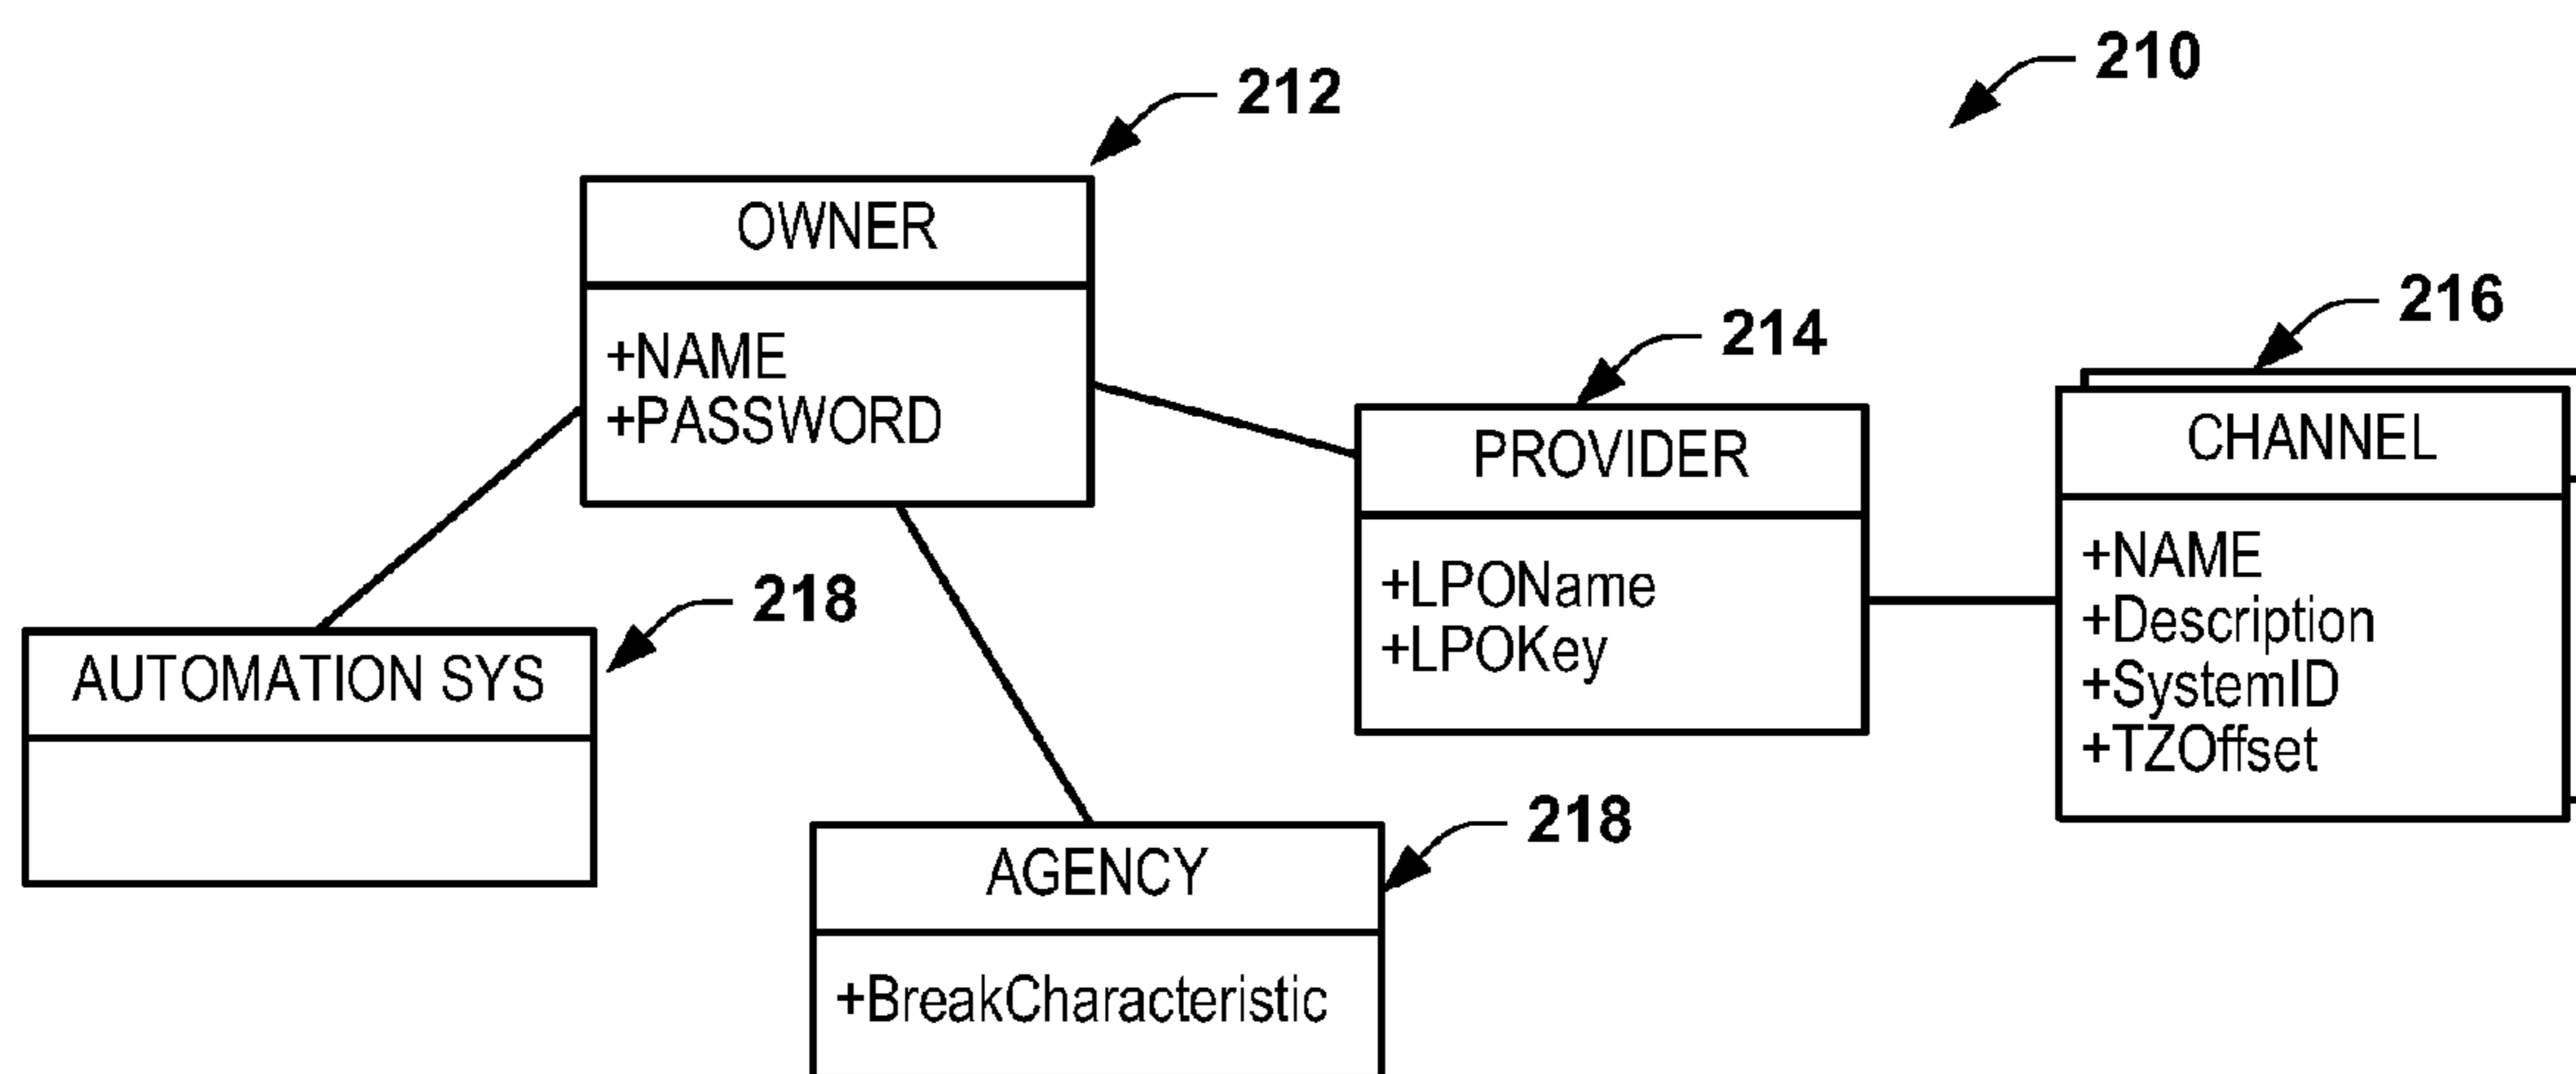 210
212
OWNER
+NAME
+PASSWORD
214
PROVIDER
+LPOName
+LPOKey
216
CHANNEL
+NAME
+Description
+SystemID
+TZOffset
218
AUTOMATION SYS
218
AGENCY
+BreakCharacteristic